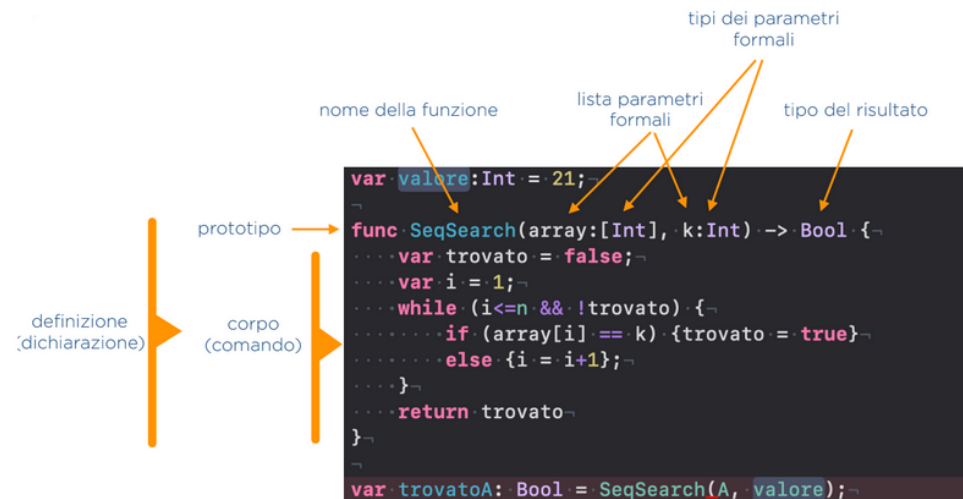 tipi dei parametri
formali
nome della funzione
lista parametri
formali
tipo del risultato
prototipo
definizione
(dichiarazione)
corpo
(comando)
var valore:Int = 21;
func SeqSearch(array:[Int], k:Int) -> Bool {
var trovato = false;
var i = 1;
while (i<=n && !trovato) {
if (array[i] == k) {trovato = true}
else {i = i+1};
}
return trovato
}
var trovatoA: Bool = SeqSearch(A, valore);